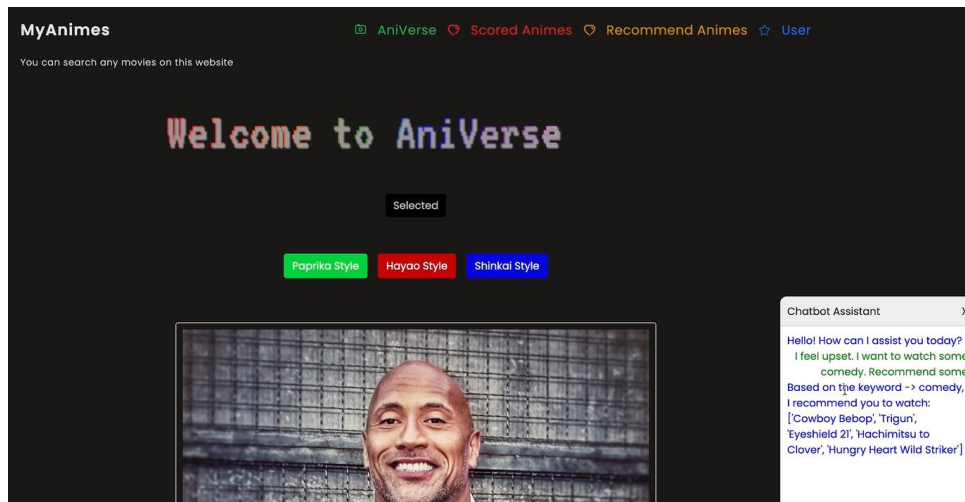 MyAnimes
AniVerse Scored Animes Recommend Animes User
You can search any movies on this website
Welcome to AniVerse
Selected
Paprika Style Hayao Style Shinkai Style
Chatbot Assistant X
Hello! How can I assist you today?
I feel upset. I want to watch some
comedy. Recommend some
Based on the keyword -> comedy,
I recommend you to watch:
['Cowboy Bebop', 'Trigun',
'Eyeshield 21', 'Hachimitsu to
Clover', 'Hungry Heart Wild Striker']